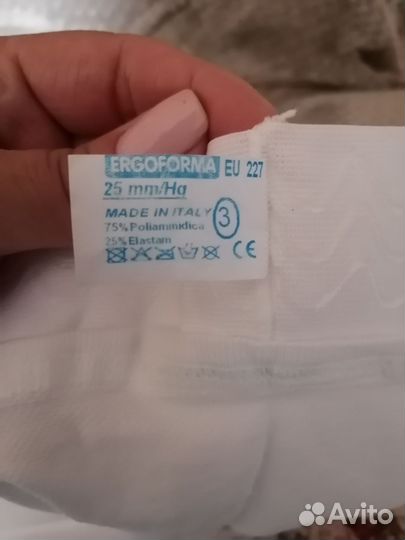 ERGOFORMA EU 227
25 mm/Hg
MADE IN ITALY 3
75% Poliammidica
25% Elastam
CE
Avito